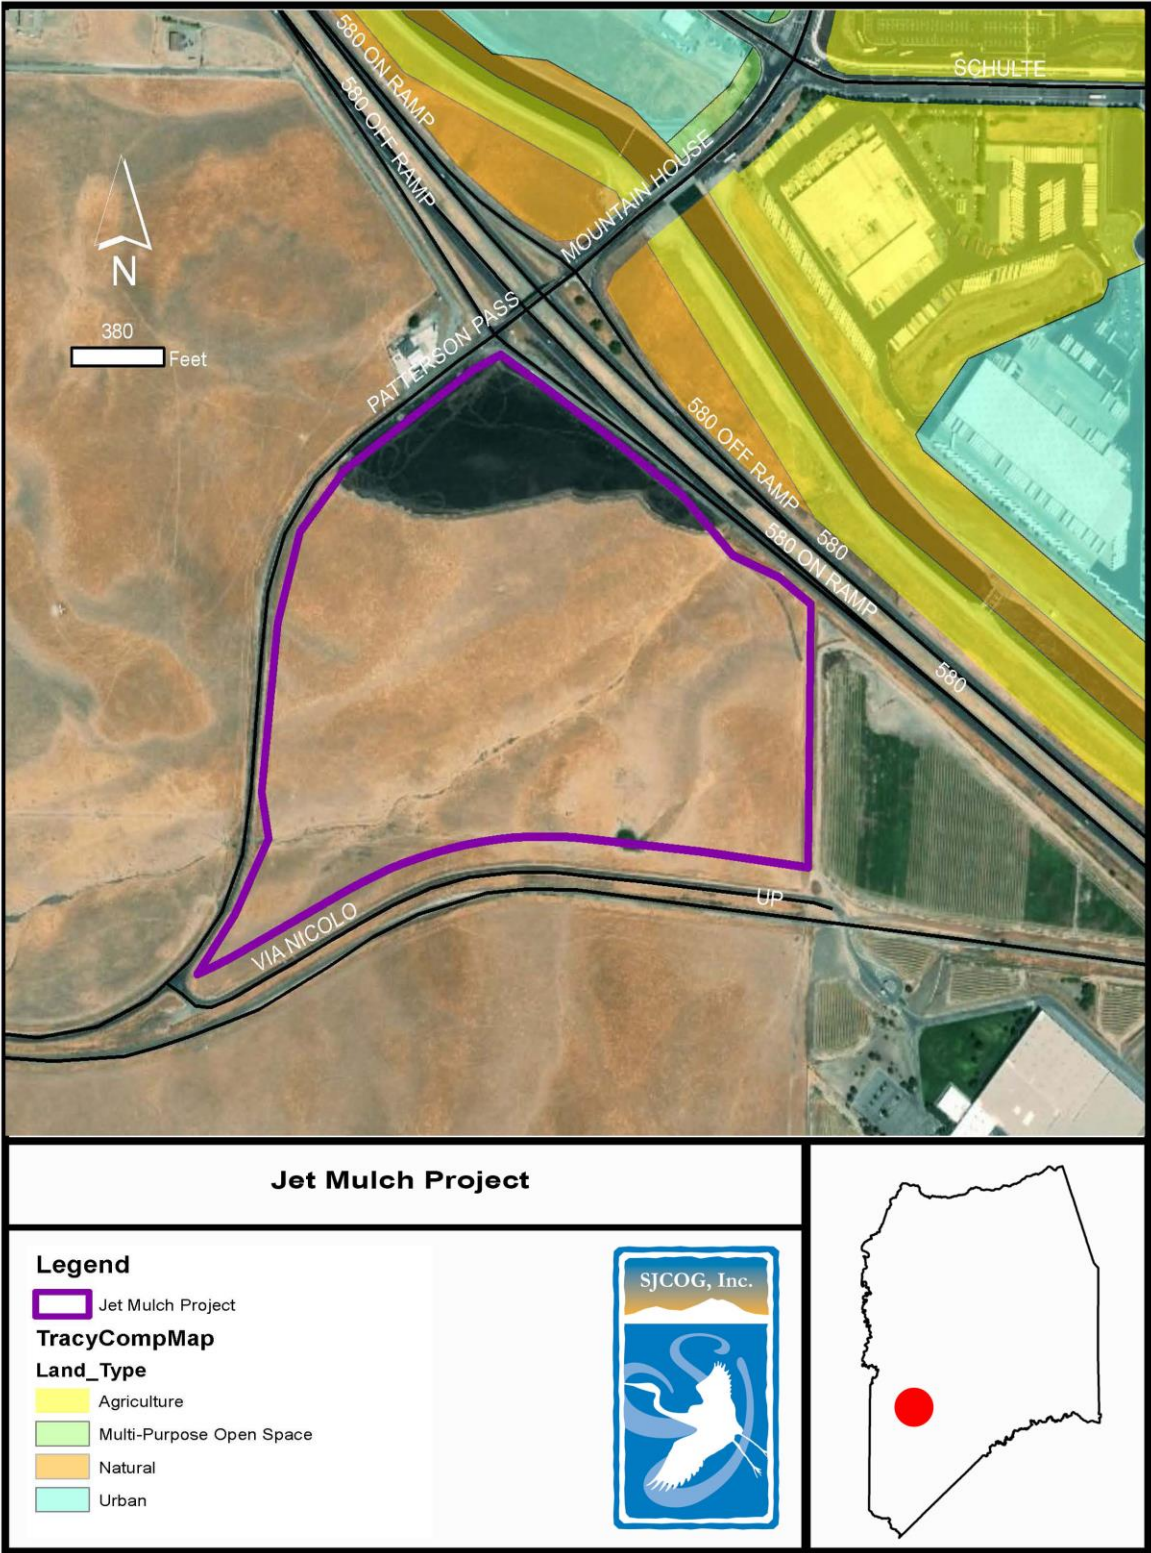 580 ON RAMP
580 OFF RAMP
SCHULTE
MOUNTAIN HOUSE
N
380
Feet
PATTERSON PASS
580 OFF RAMP
580
580 ON RAMP
580
UP
VIA NICOLO
Jet Mulch Project
Legend
Jet Mulch Project
TracyCompMap
Land_Type
Agriculture
Multi-Purpose Open Space
Natural
Urban
SJCOG, Inc.